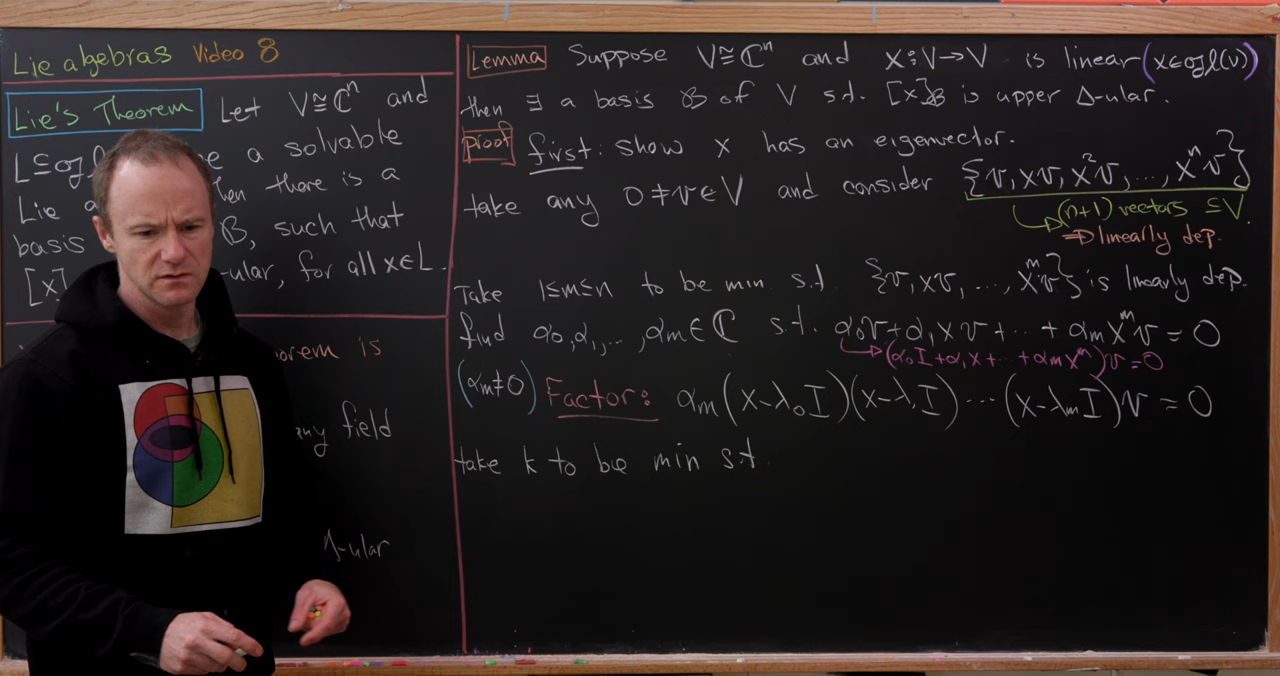 Lie algebras Video 8
Lie's Theorem Let V≅ℂⁿ and
L⊆gl e a solvable
Lie a hen there is a
basis B, such that
[x] -ular, for all x∈L.
orem is
any field
Δ-ular
Lemma Suppose V≅ℂⁿ and x:V→V is linear (x∈gl(V))
then ∃ a basis B of V s.t. [x]_B is upper Δ-ular.
Proof first: show x has an eigenvector.
take any 0≠v∈V and consider {v, xv, x²v, ..., xⁿv}
↳(n+1) vectors ⊆V.
⇒ linearly dep.
Take 1≤m≤n to be min s.t. {v, xv, ..., xᵐv} is linearly dep.
find α₀,α₁,...,αₘ∈ℂ s.t. α₀v+α₁xv+...+αₘxᵐv=0
↳(α₀I+α₁x+...+αₘxᵐ)v=0
(αₘ≠0) Factor: αₘ(x-λ₀I)(x-λ₁I)...(x-λₘI)v=0
take k to be min s.t.